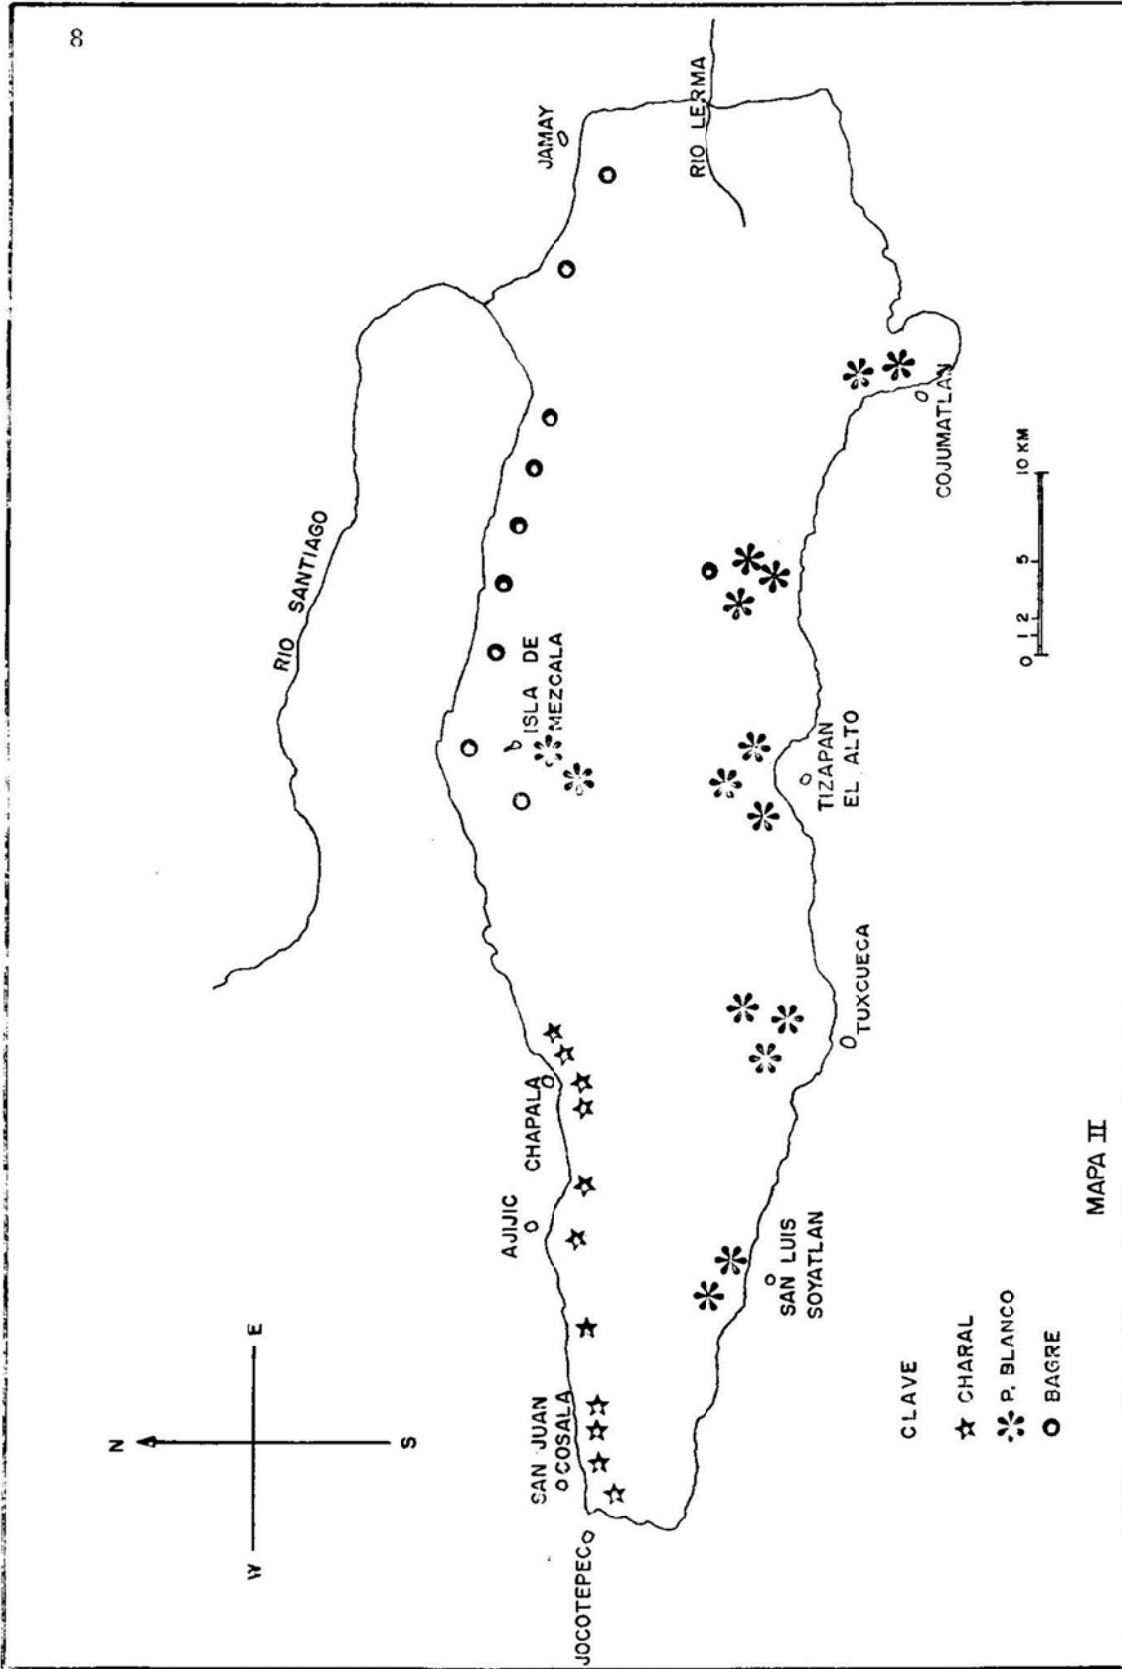 8
N
W
E
S
RIO SANTIAGO
JAMAY
RIO LERMA
ISLA DE
MEZCALA
CHAPALA
AJIJIC
SAN JUAN
COSALA
JOCOTEPEC
SAN LUIS
SOYATLAN
TUXCUECA
TIZAPAN
EL ALTO
COJUMATLAN
0 1 2 5 10 KM
CLAVE
CHARAL
P. BLANCO
BAGRE
MAPA II